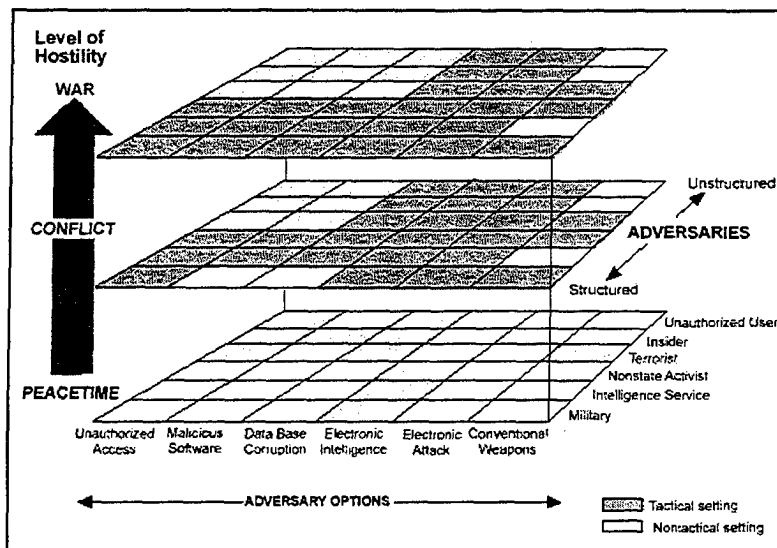 Level of
Hostility
WAR
CONFLICT
PEACETIME
Unstructured
ADVERSARIES
Structured
Unauthorized User
Insider
Terrorist
Nonstate Activist
Intelligence Service
Military
Unauthorized
Access
Malicious
Software
Data Base
Corruption
Electronic
Intelligence
Electronic
Attack
Conventional
Weapons
ADVERSARY OPTIONS
Tactical setting
Nontactical setting